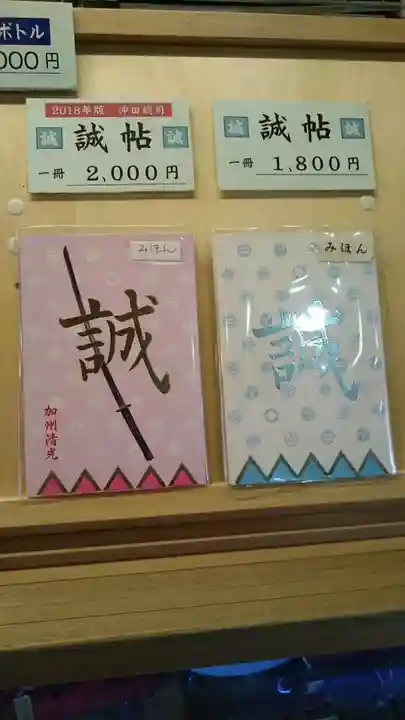 ボトル
000円
2018年版 沖田総司
誠 誠帖 誠
一冊 2,000円
誠 誠帖 誠
一冊 1,800円
みほん
誠
加州清光
みほん
誠